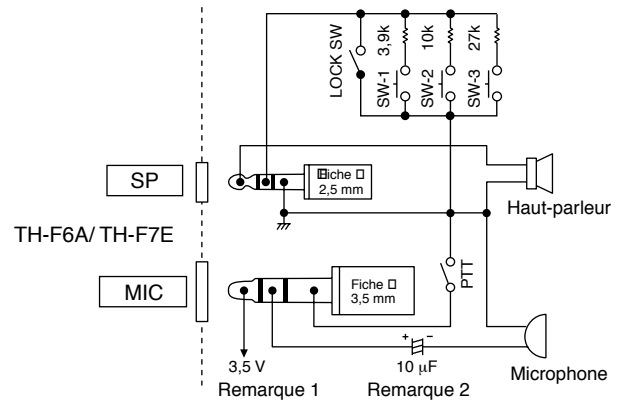 LOCK SW
3,9k
10k
27k
SW-1
SW-2
SW-3
SP
Fiche
2,5 mm
Haut-parleur
TH-F6A/ TH-F7E
MIC
Fiche
3,5 mm
PTT
+ −
3,5 V
10 μF
Microphone
Remarque 1
Remarque 2